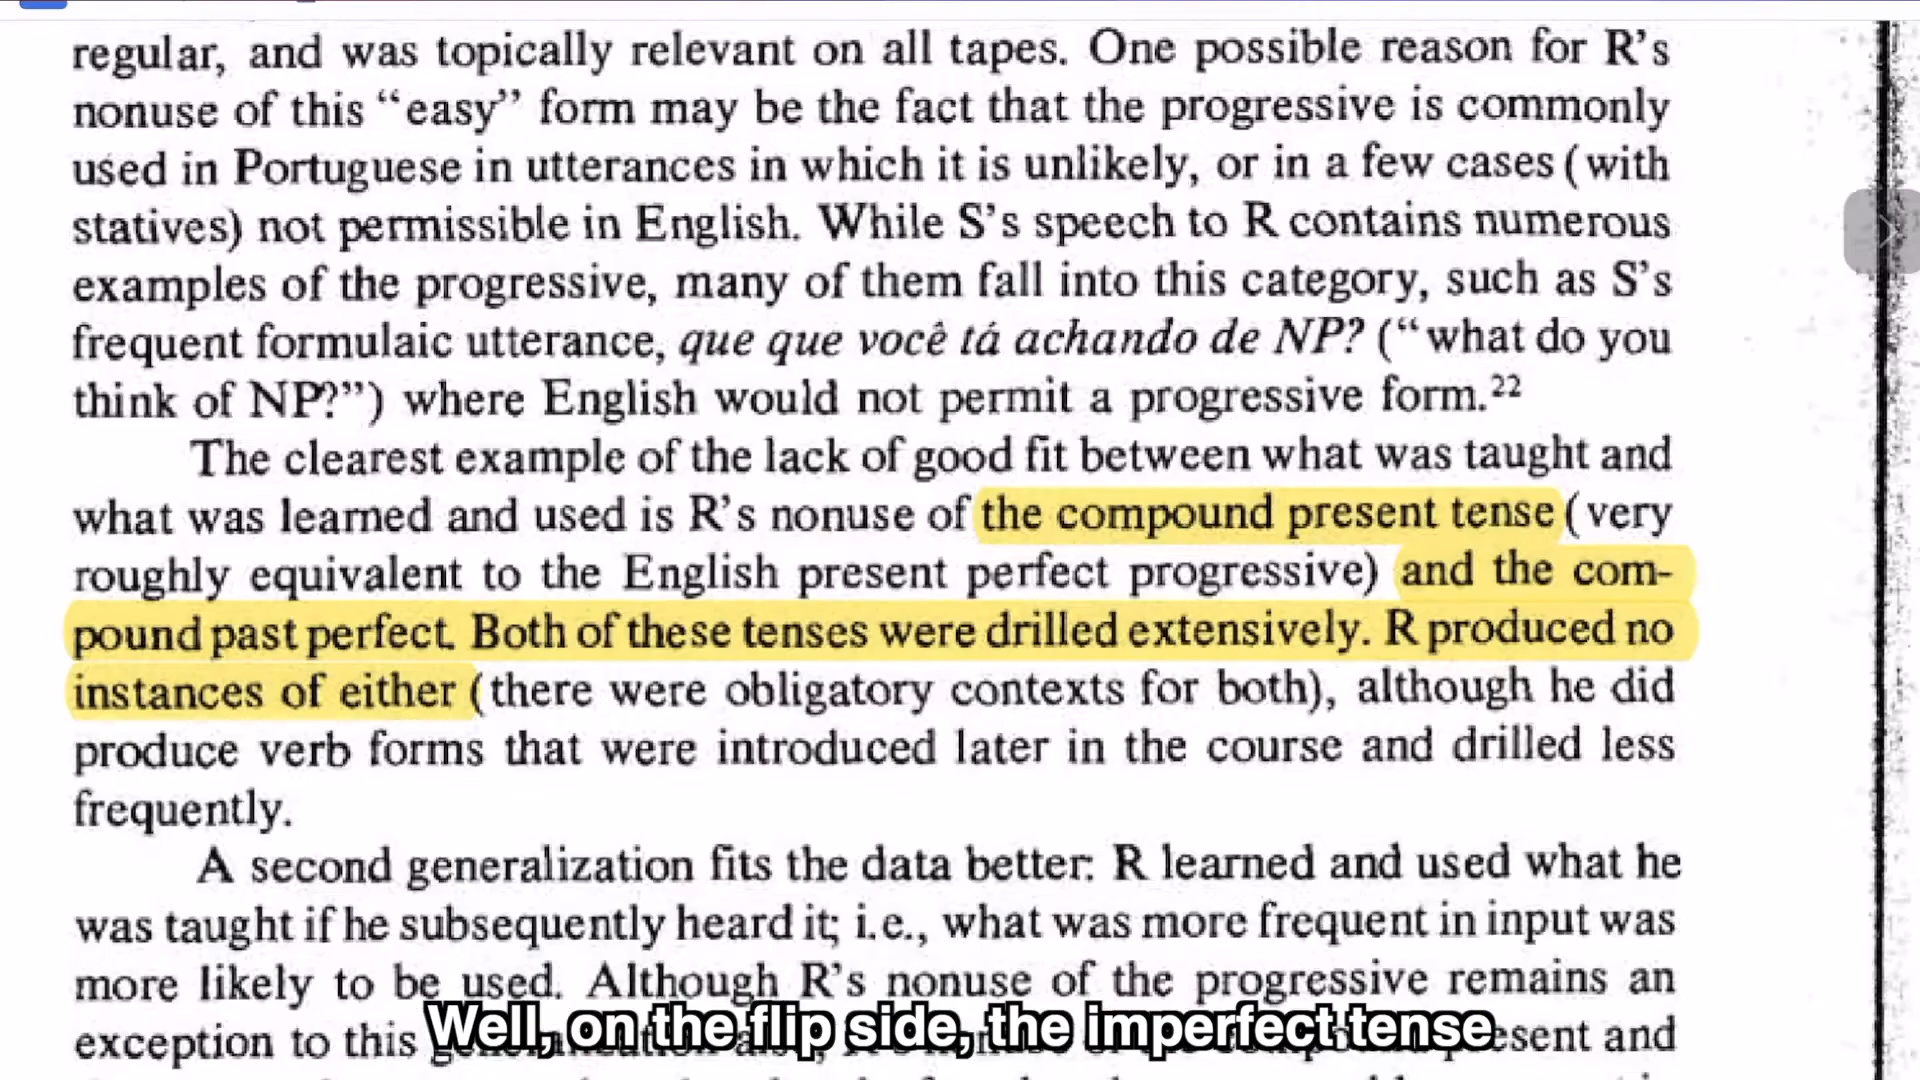 regular, and was topically relevant on all tapes. One possible reason for R’s
nonuse of this “easy” form may be the fact that the progressive is commonly
used in Portuguese in utterances in which it is unlikely, or in a few cases (with
statives) not permissible in English. While S’s speech to R contains numerous
examples of the progressive, many of them fall into this category, such as S’s
frequent formulaic utterance, que que você tá achando de NP? (“what do you
think of NP?”) where English would not permit a progressive form.22
The clearest example of the lack of good fit between what was taught and
what was learned and used is R’s nonuse of the compound present tense (very
roughly equivalent to the English present perfect progressive) and the com-
pound past perfect. Both of these tenses were drilled extensively. R produced no
instances of either (there were obligatory contexts for both), although he did
produce verb forms that were introduced later in the course and drilled less
frequently.
A second generalization fits the data better: R learned and used what he
was taught if he subsequently heard it; i.e., what was more frequent in input was
more likely to be used. Although R’s nonuse of the progressive remains an
exception to this present and
Well, on the flip side, the imperfect tense